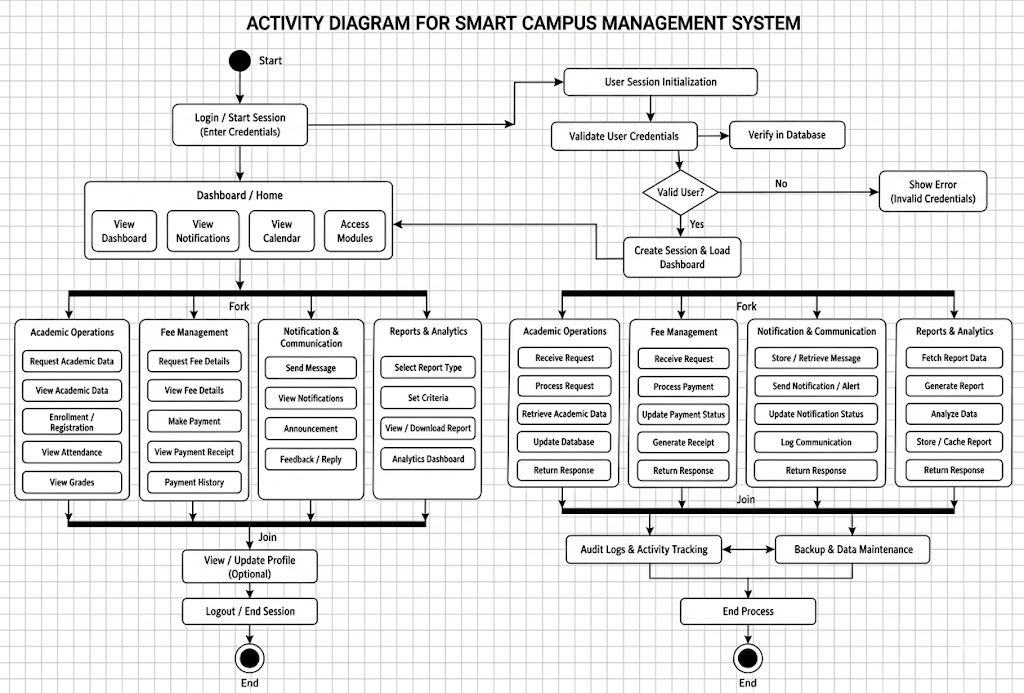 ACTIVITY DIAGRAM FOR SMART CAMPUS MANAGEMENT SYSTEM
Start
Login / Start Session
(Enter Credentials)
Dashboard / Home
View
Dashboard
View
Notifications
View
Calendar
Access
Modules
Fork
Academic Operations
Request Academic Data
View Academic Data
Enrollment /
Registration
View Attendance
View Grades
Fee Management
Request Fee Details
View Fee Details
Make Payment
View Payment Receipt
Payment History
Notification &
Communication
Send Message
View Notifications
Announcement
Feedback / Reply
Reports & Analytics
Select Report Type
Set Criteria
View / Download Report
Analytics Dashboard
Join
View / Update Profile
(Optional)
Logout / End Session
End
User Session Initialization
Validate User Credentials
Verify in Database
Valid User?
No
Show Error
(Invalid Credentials)
Yes
Create Session & Load
Dashboard
Fork
Academic Operations
Receive Request
Process Request
Retrieve Academic Data
Update Database
Return Response
Fee Management
Receive Request
Process Payment
Update Payment Status
Generate Receipt
Return Response
Notification & Communication
Store / Retrieve Message
Send Notification / Alert
Update Notification Status
Log Communication
Return Response
Reports & Analytics
Fetch Report Data
Generate Report
Analyze Data
Store / Cache Report
Return Response
Join
Audit Logs & Activity Tracking
Backup & Data Maintenance
End Process
End